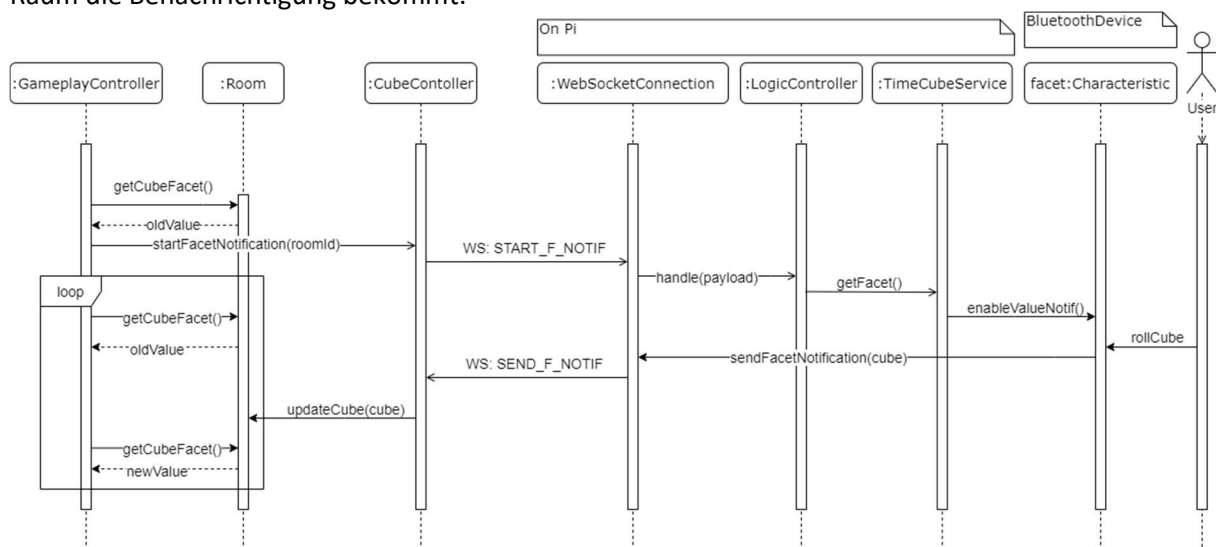 Raum die Benachrichtigung bekommt.
On Pi
BluetoothDevice
:GameplayController
:Room
:CubeContoller
:WebSocketConnection
:LogicController
:TimeCubeService
facet:Characteristic
User
getCubeFacet()
oldValue
startFacetNotification(roomId)
WS: START_F_NOTIF
handle(payload)
getFacet()
loop
enableValueNotif()
getCubeFacet()
rollCube
oldValue
sendFacetNotification(cube)
WS: SEND_F_NOTIF
updateCube(cube)
getCubeFacet()
newValue